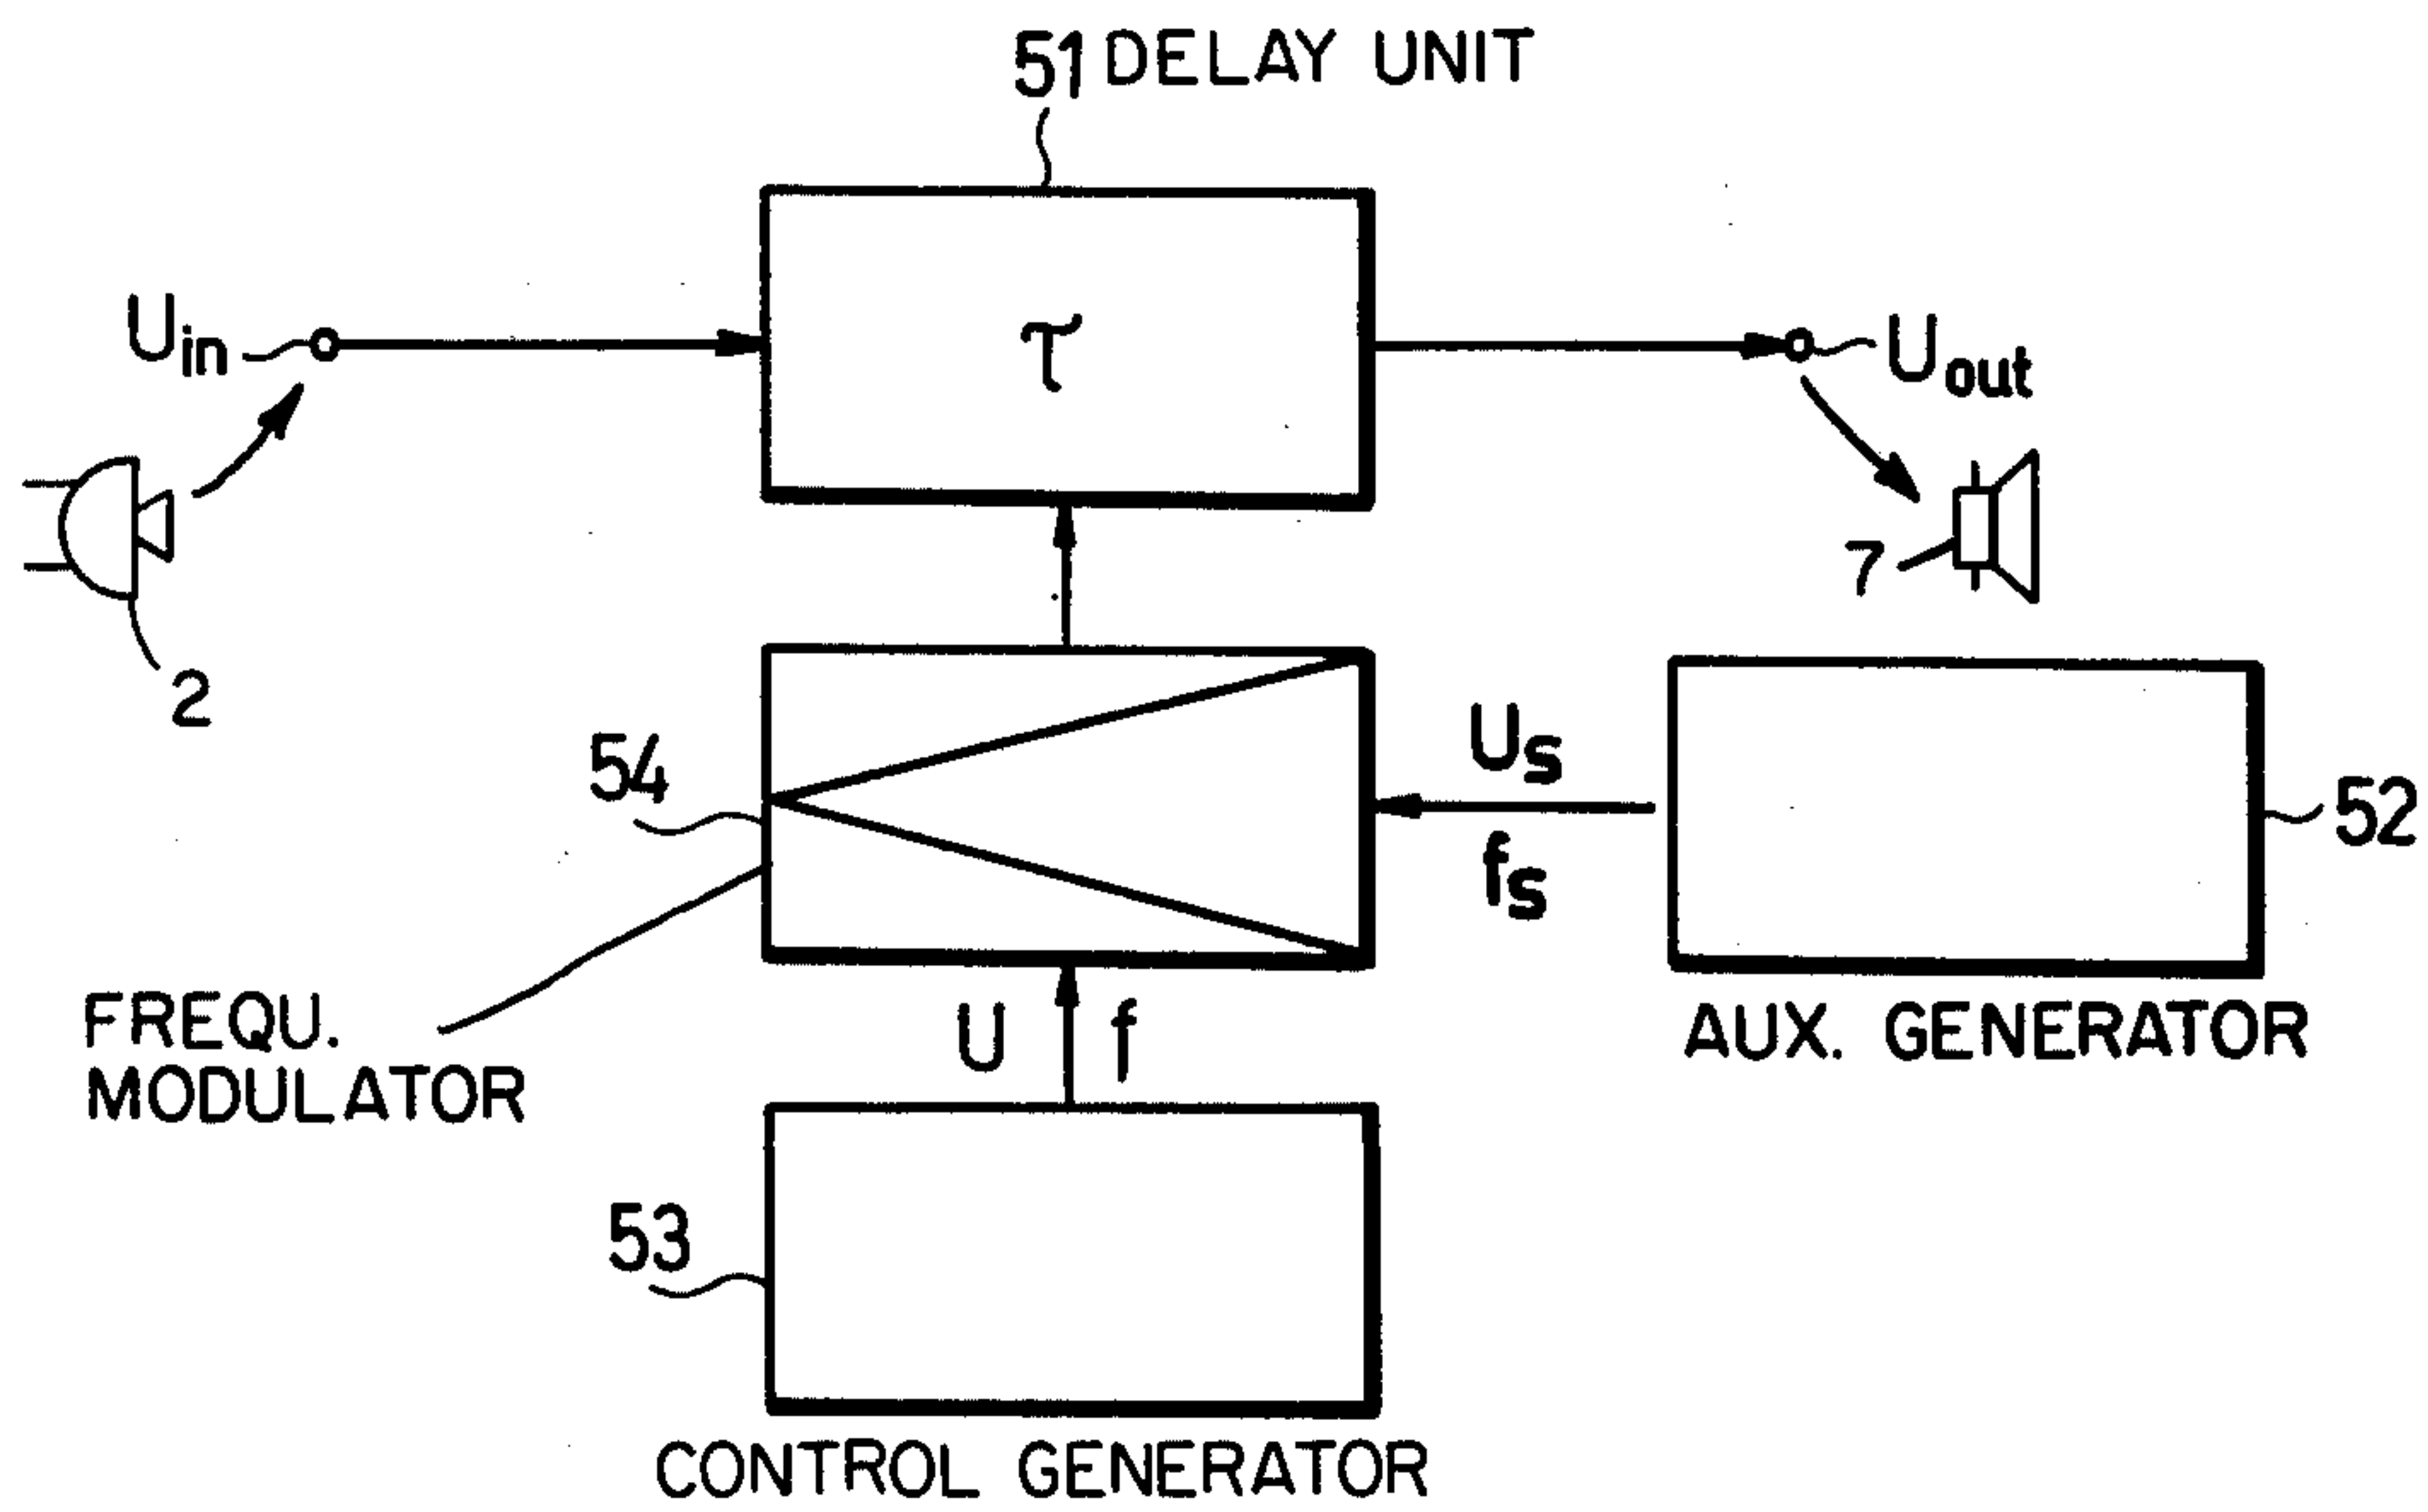 51 DELAY UNIT
Uin
τ
Uout
7
2
54
Us
fs
52
FREQU.
MODULATOR
U f
AUX. GENERATOR
53
CONTROL GENERATOR